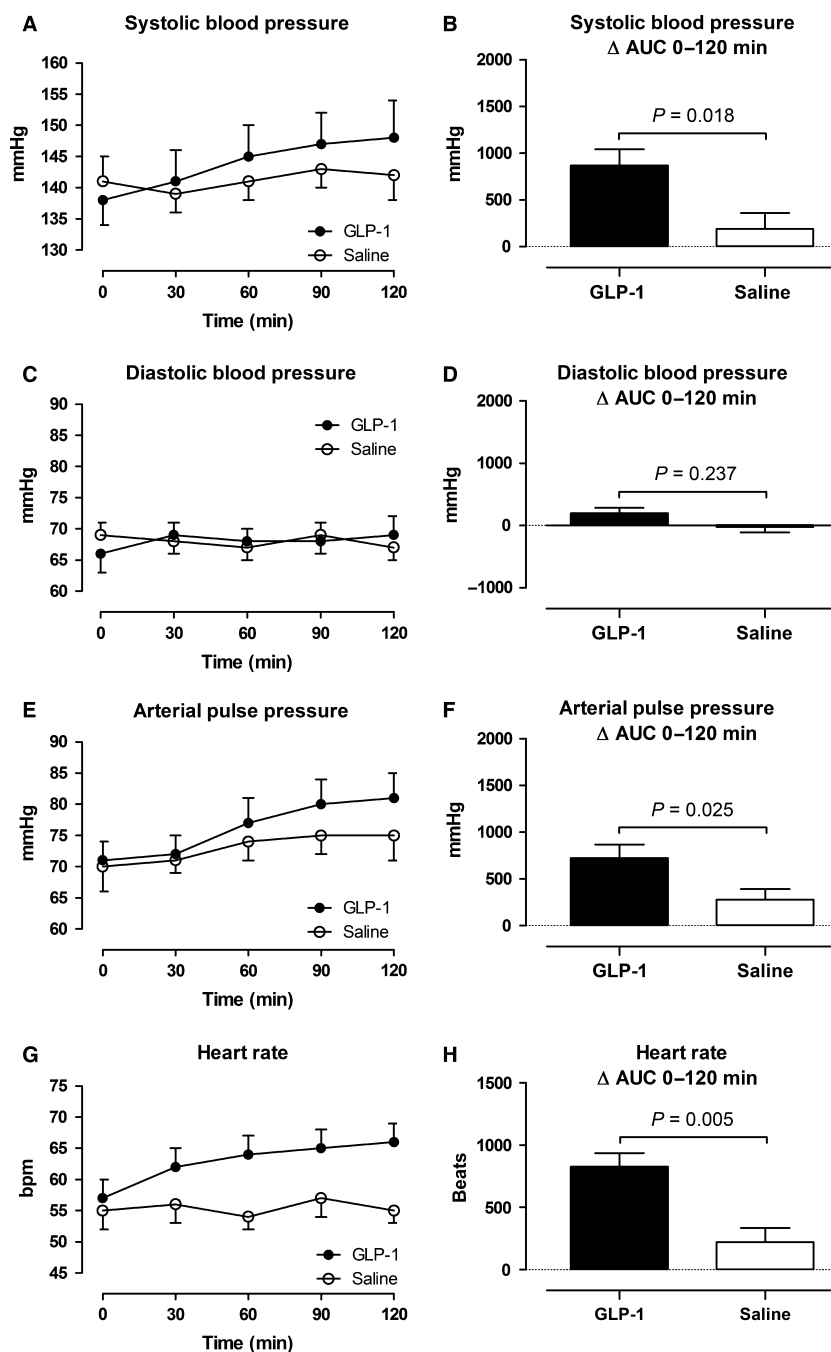 A
Systolic blood pressure
160
155
150
145
140
135
130
mmHg
GLP-1
Saline
0 30 60 90 120
Time (min)
B
Systolic blood pressure
Δ AUC 0–120 min
2000
1500
1000
500
0
mmHg
P = 0.018
GLP-1 Saline
C
Diastolic blood pressure
90
85
80
75
70
65
60
mmHg
GLP-1
Saline
0 30 60 90 120
Time (min)
D
Diastolic blood pressure
Δ AUC 0–120 min
2000
1000
0
–1000
mmHg
P = 0.237
GLP-1 Saline
E
Arterial pulse pressure
90
85
80
75
70
65
60
mmHg
GLP-1
Saline
0 30 60 90 120
Time (min)
F
Arterial pulse pressure
Δ AUC 0–120 min
2000
1500
1000
500
0
mmHg
P = 0.025
GLP-1 Saline
G
Heart rate
75
70
65
60
55
50
45
bpm
GLP-1
Saline
0 30 60 90 120
Time (min)
H
Heart rate
Δ AUC 0–120 min
1500
1000
500
0
Beats
P = 0.005
GLP-1 Saline